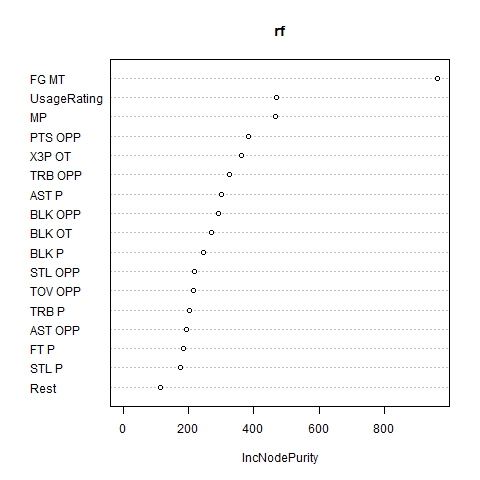 rf
FG MT
UsageRating
MP
PTS OPP
X3P OT
TRB OPP
AST P
BLK OPP
BLK OT
BLK P
STL OPP
TOV OPP
TRB P
AST OPP
FT P
STL P
Rest
0 200 400 600 800
IncNodePurity